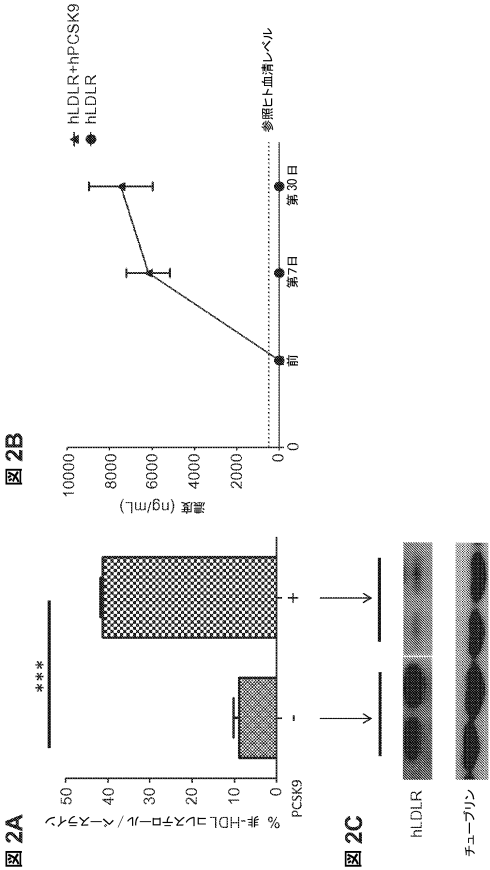 図 2A
% 非-HDLコレステロール / ベースライン
50
40
30
20
10
0
***
PCSK9
-
+
図 2B
濃度 (ng/mL)
10000
8000
6000
4000
2000
0
0
前
第7日
第30日
hLDLR+hPCSK9
hLDLR
参照ヒト血清レベル
図 2C
hLDLR
チューブリン